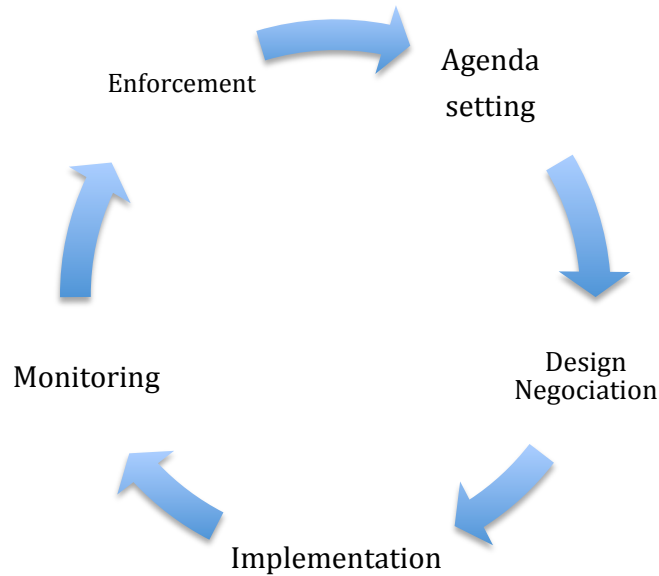 Enforcement
Agenda
setting
Design
Negociation
Monitoring
Implementation